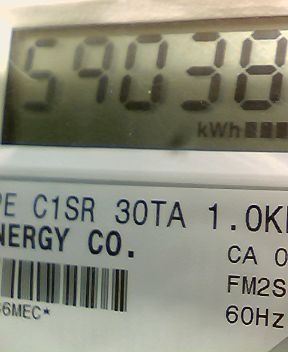 59038
kWh
PE C1SR 30TA 1.0K
NERGY CO.
CA 0
FM2S
6MEC*
60Hz